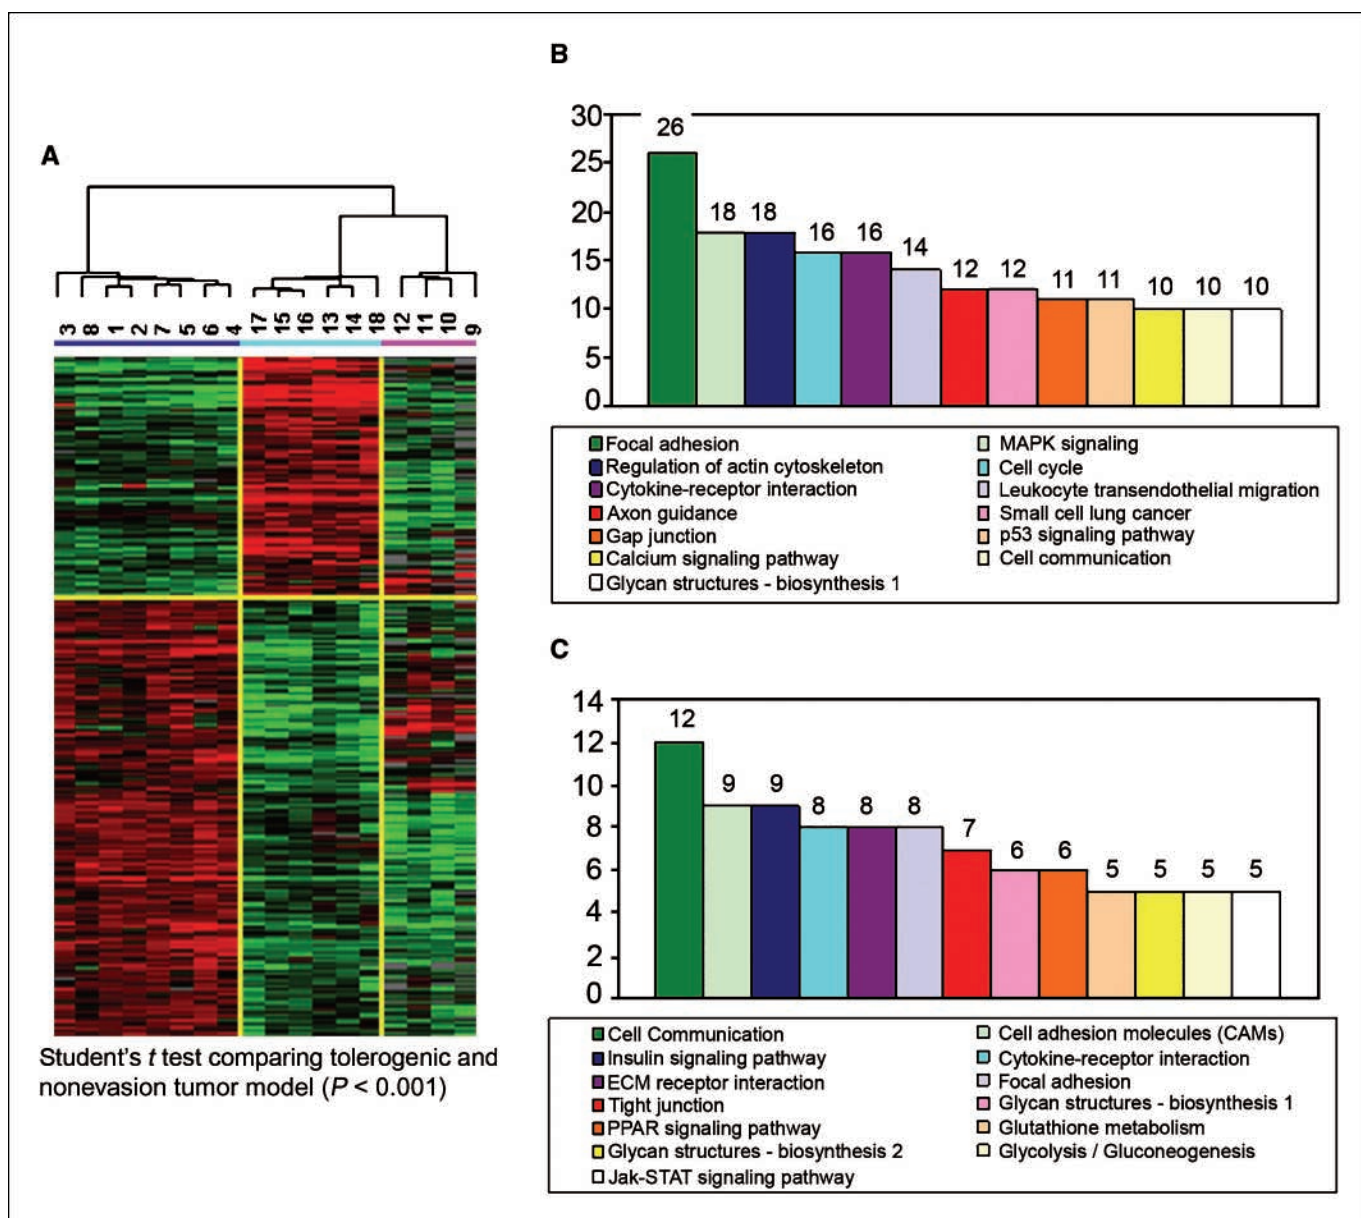 A
3 8 1 2 7 5 6 4 17 15 16 13 14 18 12 11 10 9
Student's t test comparing tolerogenic and
nonevasion tumor model (P < 0.001)
B
30
25
20
15
10
5
0
26 18 18 16 16 14 12 12 11 11 10 10 10
Focal adhesion
MAPK signaling
Regulation of actin cytoskeleton
Cell cycle
Cytokine-receptor interaction
Leukocyte transendothelial migration
Axon guidance
Small cell lung cancer
Gap junction
p53 signaling pathway
Calcium signaling pathway
Cell communication
Glycan structures - biosynthesis 1
C
14
12
10
8
6
4
2
0
12 9 9 8 8 8 7 6 6 5 5 5 5
Cell Communication
Cell adhesion molecules (CAMs)
Insulin signaling pathway
Cytokine-receptor interaction
ECM receptor interaction
Focal adhesion
Tight junction
Glycan structures - biosynthesis 1
PPAR signaling pathway
Glutathione metabolism
Glycan structures - biosynthesis 2
Glycolysis / Gluconeogenesis
Jak-STAT signaling pathway